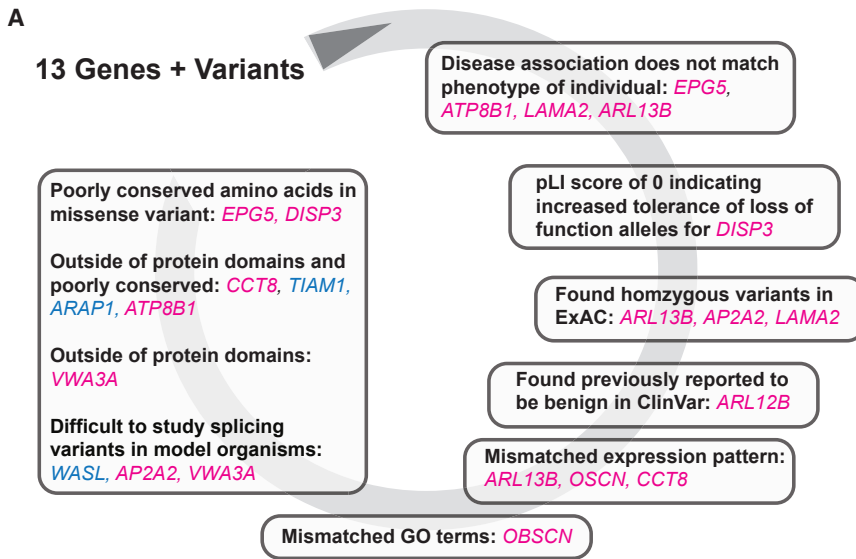 A
13 Genes + Variants
Disease association does not match
phenotype of individual: EPG5,
ATP8B1, LAMA2, ARL13B
pLI score of 0 indicating
increased tolerance of loss of
function alleles for DISP3
Found homzygous variants in
ExAC: ARL13B, AP2A2, LAMA2
Found previously reported to
be benign in ClinVar: ARL12B
Mismatched expression pattern:
ARL13B, OSCN, CCT8
Mismatched GO terms: OBSCN
Poorly conserved amino acids in
missense variant: EPG5, DISP3
Outside of protein domains and
poorly conserved: CCT8, TIAM1,
ARAP1, ATP8B1
Outside of protein domains:
VWA3A
Difficult to study splicing
variants in model organisms:
WASL, AP2A2, VWA3A